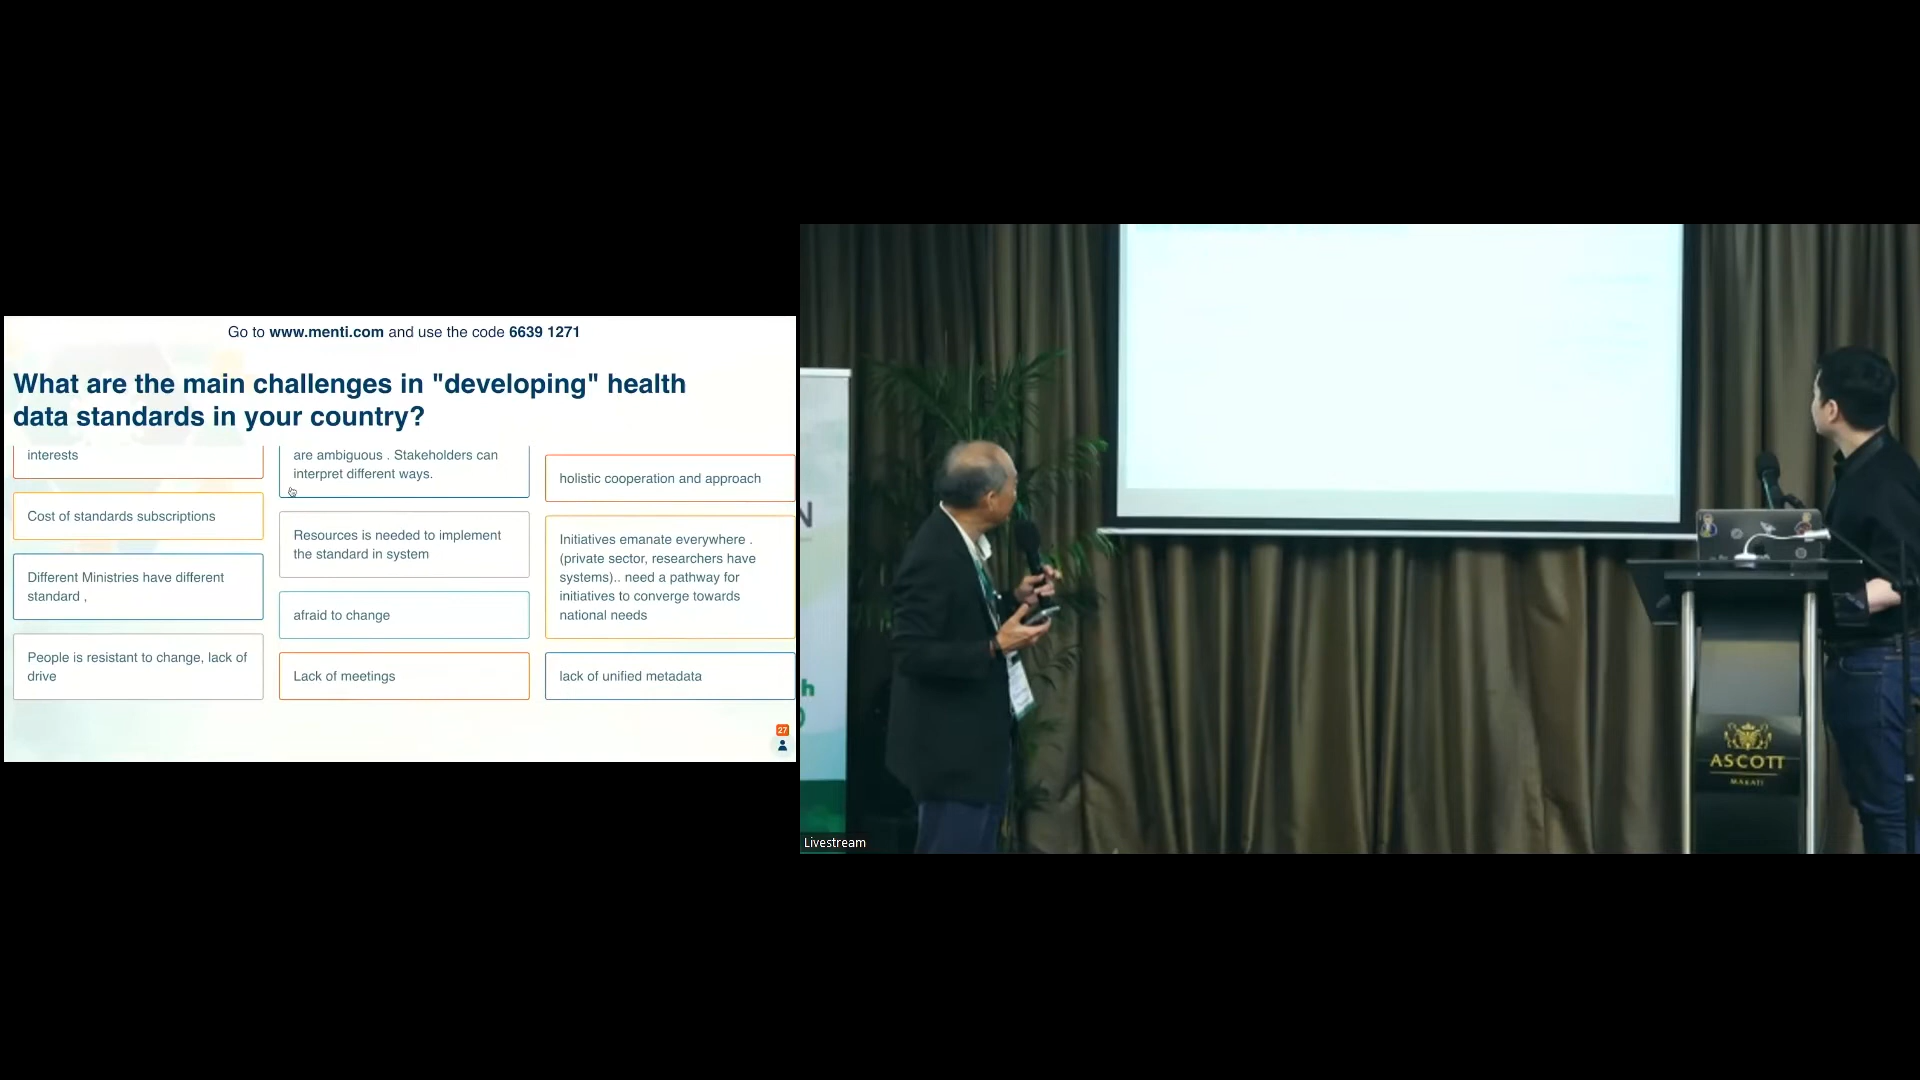 Go to www.menti.com and use the code 6639 1271
What are the main challenges in "developing" health
data standards in your country?
interests
Cost of standards subscriptions
Different Ministries have different
standard ,
People is resistant to change, lack of
drive
are ambiguous . Stakeholders can
interpret different ways.
Resources is needed to implement
the standard in system
afraid to change
Lack of meetings
holistic cooperation and approach
Initiatives emanate everywhere .
(private sector, researchers have
systems).. need a pathway for
initiatives to converge towards
national needs
lack of unified metadata
27
N
h
ASCOTT
MAKATI
Livestream